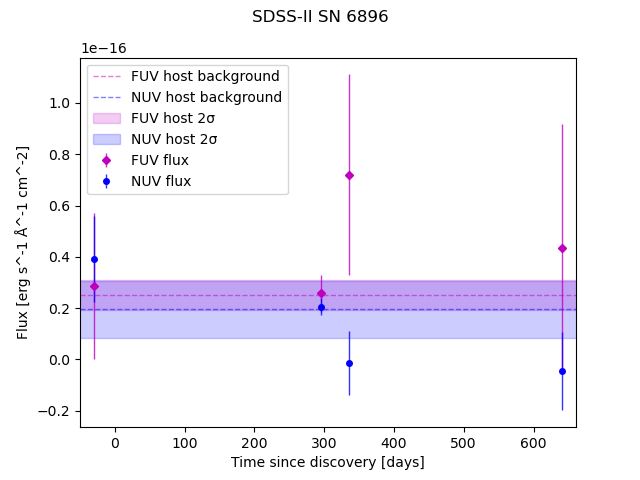 SDSS-II SN 6896
1e−16
FUV host background
NUV host background
FUV host 2σ
NUV host 2σ
FUV flux
NUV flux
1.0
0.8
0.6
0.4
0.2
0.0
−0.2
Flux [erg s^-1 Å^-1 cm^-2]
0 100 200 300 400 500 600
Time since discovery [days]